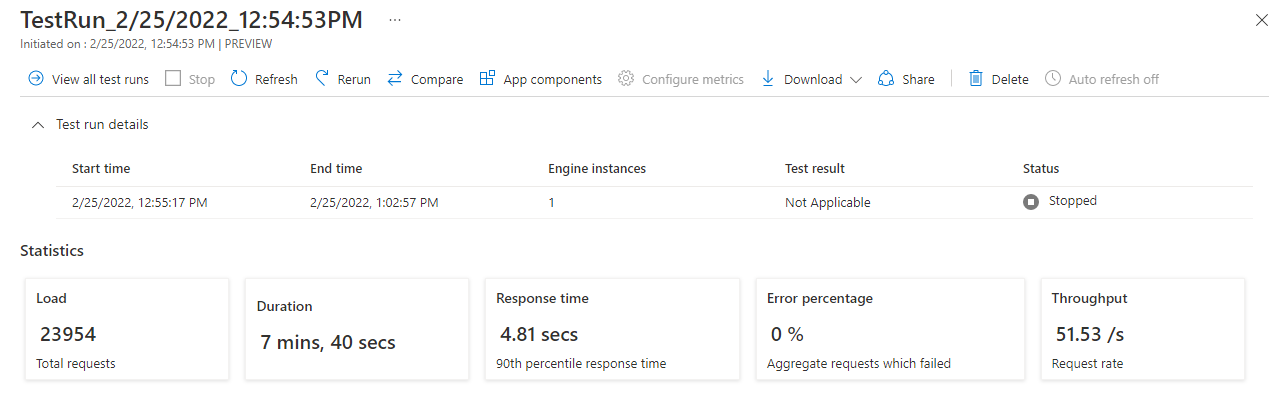 TestRun_2/25/2022_12:54:53PM ...
Initiated on : 2/25/2022, 12:54:53 PM | PREVIEW
View all test runs Stop Refresh Rerun Compare App components Configure metrics Download Share Delete Auto refresh off
Test run details
Start time End time Engine instances Test result Status
2/25/2022, 12:55:17 PM 2/25/2022, 1:02:57 PM 1 Not Applicable Stopped
Statistics
Load
23954
Total requests
Duration
7 mins, 40 secs
Response time
4.81 secs
90th percentile response time
Error percentage
0 %
Aggregate requests which failed
Throughput
51.53 /s
Request rate